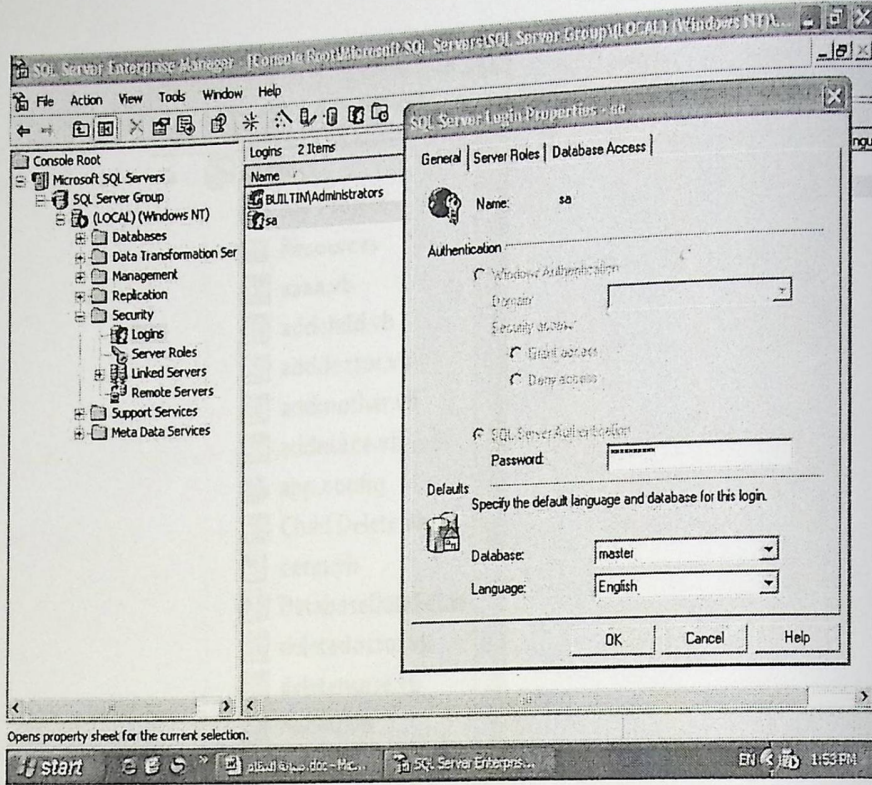 SQL Server Enterprise Manager - [Console Root\Microsoft SQL Servers\SQL Server Group\(LOCAL) (Windows NT)\...
File Action View Tools Window Help
Console Root
Microsoft SQL Servers
SQL Server Group
(LOCAL) (Windows NT)
Databases
Data Transformation Ser
Management
Replication
Security
Logins
Server Roles
Linked Servers
Remote Servers
Support Services
Meta Data Services
Logins 2 Items
Name
BUILTIN\Administrators
sa
SQL Server Login Properties - sa
General Server Roles Database Access
Name: sa
Authentication
Windows Authentication
Domain:
Security access:
Grant access
Deny access
SQL Server Authentication
Password: **********
Defaults
Specify the default language and database for this login.
Database: master
Language: English
OK Cancel Help
Opens property sheet for the current selection.
start
.doc - Mic...
SQL Server Enterpris...
EN
1:53 PM